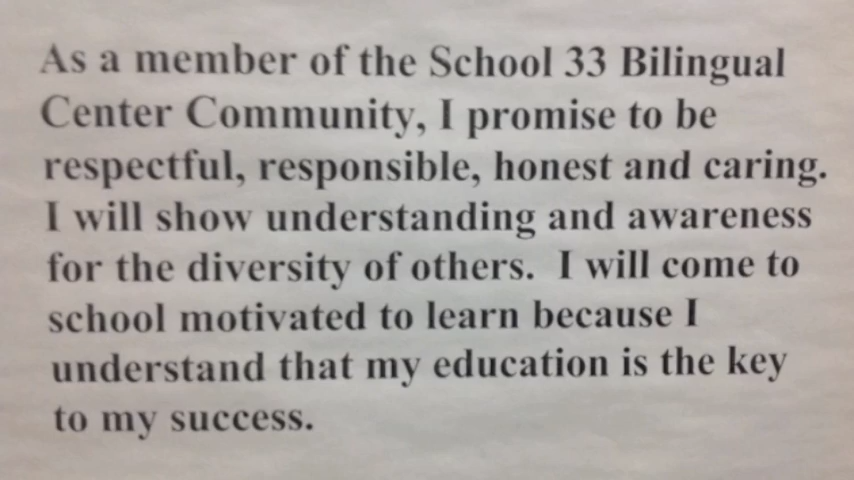 As a member of the School 33 Bilingual
Center Community, I promise to be
respectful, responsible, honest and caring.
I will show understanding and awareness
for the diversity of others. I will come to
school motivated to learn because I
understand that my education is the key
to my success.